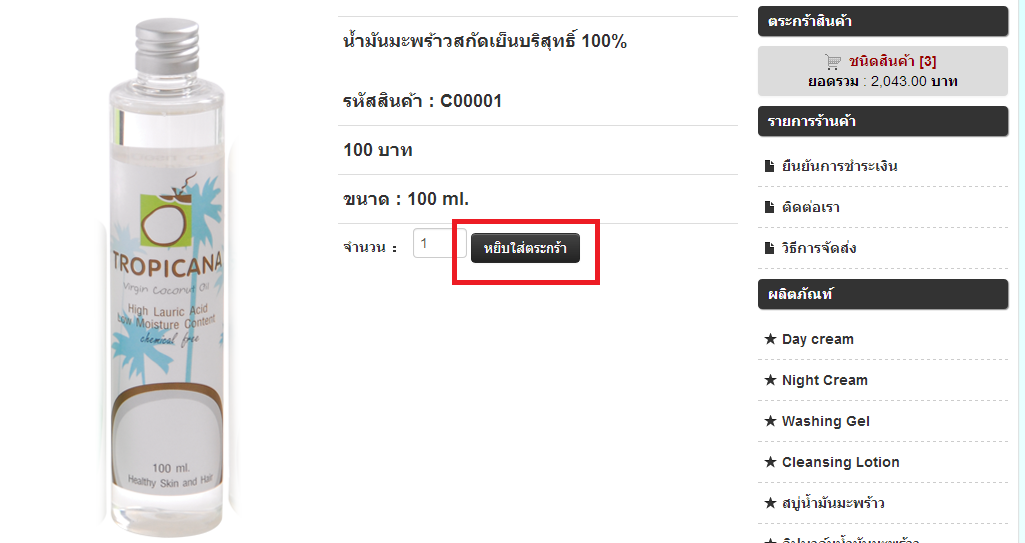 TROPICANA
Virgin Coconut Oil
High Lauric Acid
Low Moisture Content
chemical free
100 ml.
Healthy Skin and Hair
น้ำมันมะพร้าวสกัดเย็นบริสุทธิ์ 100%
รหัสสินค้า : C00001
100 บาท
ขนาด : 100 ml.
จำนวน : 1 หยิบใส่ตระกร้า
ตระกร้าสินค้า
ชนิดสินค้า [3]
ยอดรวม : 2,043.00 บาท
รายการร้านค้า
ยืนยันการชำระเงิน
ติดต่อเรา
วิธีการจัดส่ง
ผลิตภัณฑ์
Day cream
Night Cream
Washing Gel
Cleansing Lotion
สบู่น้ำมันมะพร้าว